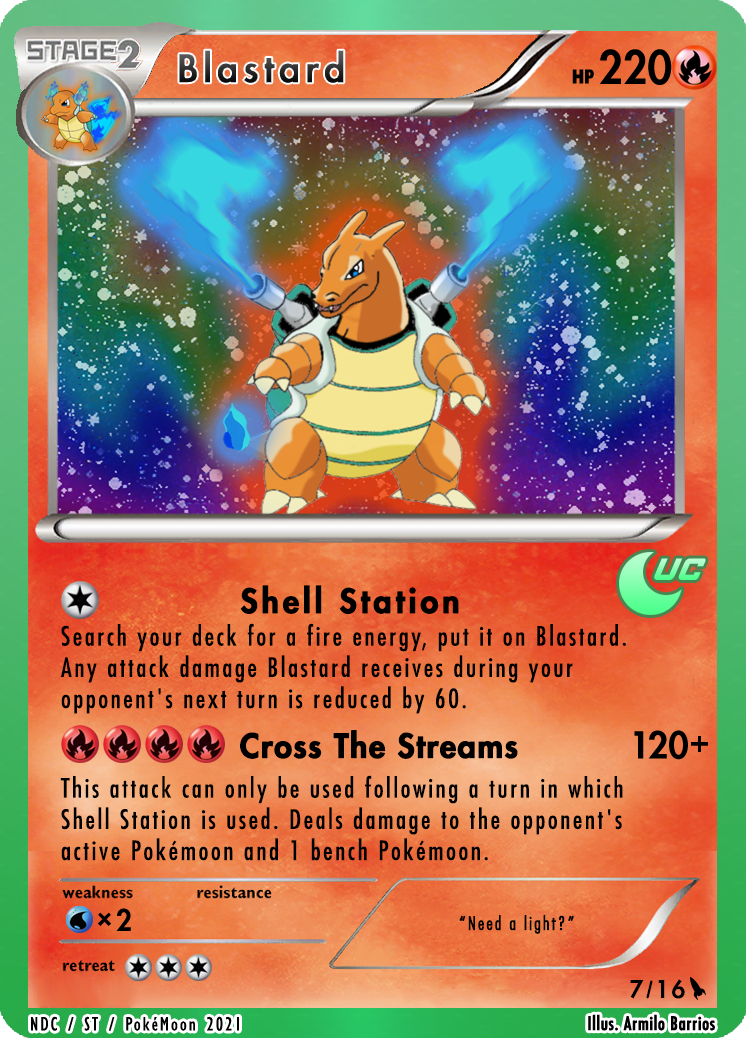 STAGE2
Blastard
HP 220
UC
Shell Station
Search your deck for a fire energy, put it on Blastard.
Any attack damage Blastard receives during your
opponent's next turn is reduced by 60.
Cross The Streams 120+
This attack can only be used following a turn in which
Shell Station is used. Deals damage to the opponent's
active Pokémoon and 1 bench Pokémoon.
weakness resistance
×2
"Need a light?"
retreat
7/16
NDC / ST / PokéMoon 2021
Illus. Armilo Barrios